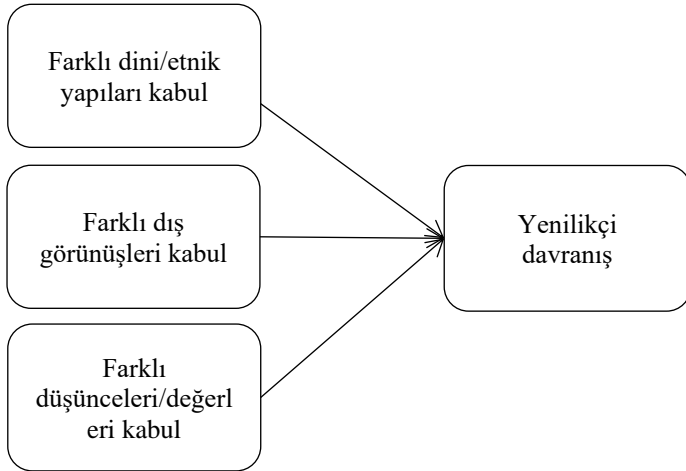 Farklı dini/etnik
yapıları kabul
Farklı dış
görünüşleri kabul
Yenilikçi
davranış
Farklı
düşünceleri/değerl
eri kabul